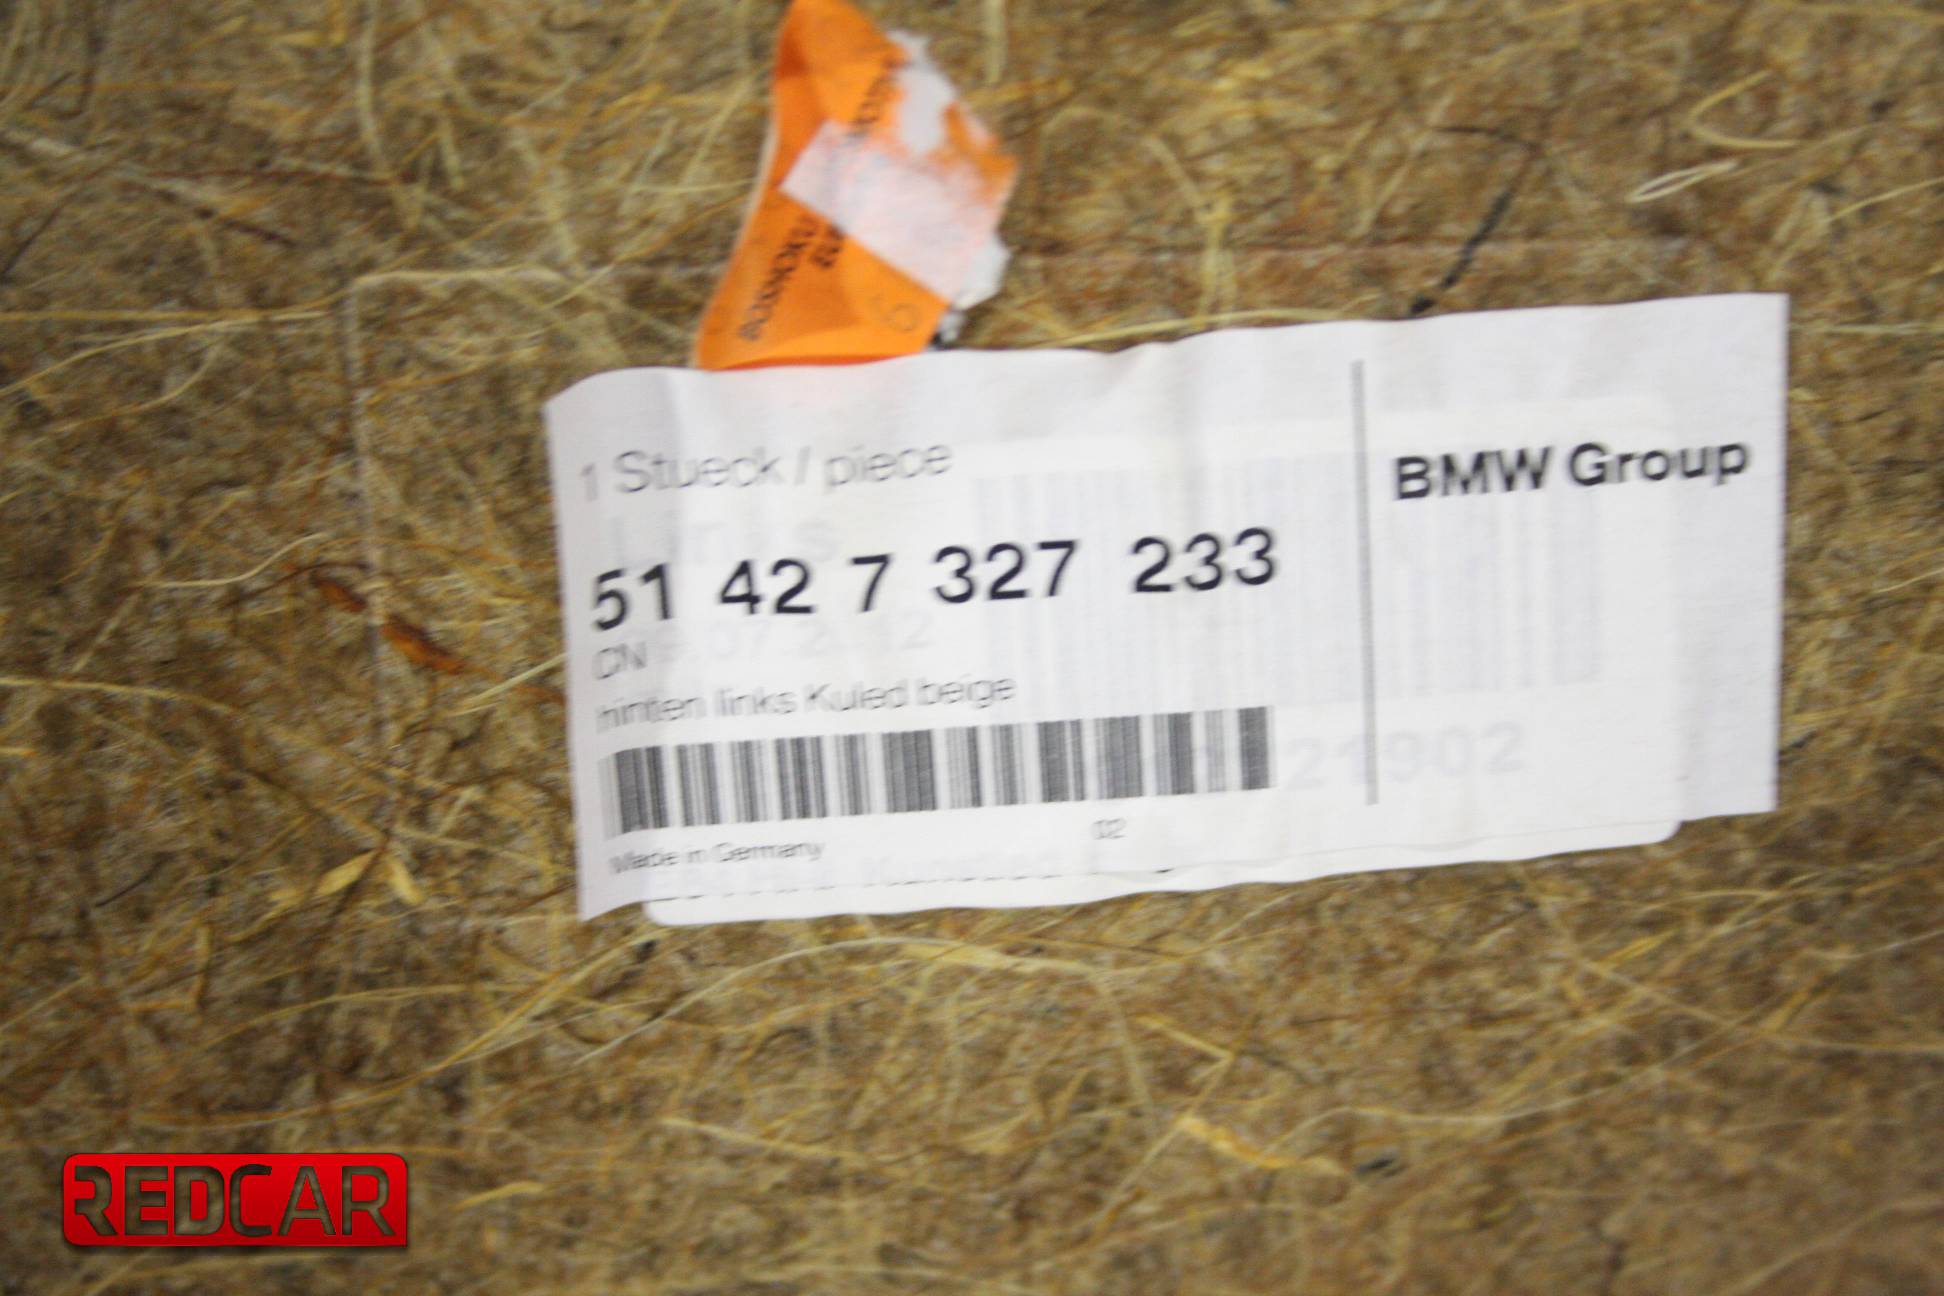 1 Stueck / piece
BMW Group
51 42 7 327 233
CN
hinten links Kuled beige
21902
Made in Germany
02
REDCAR